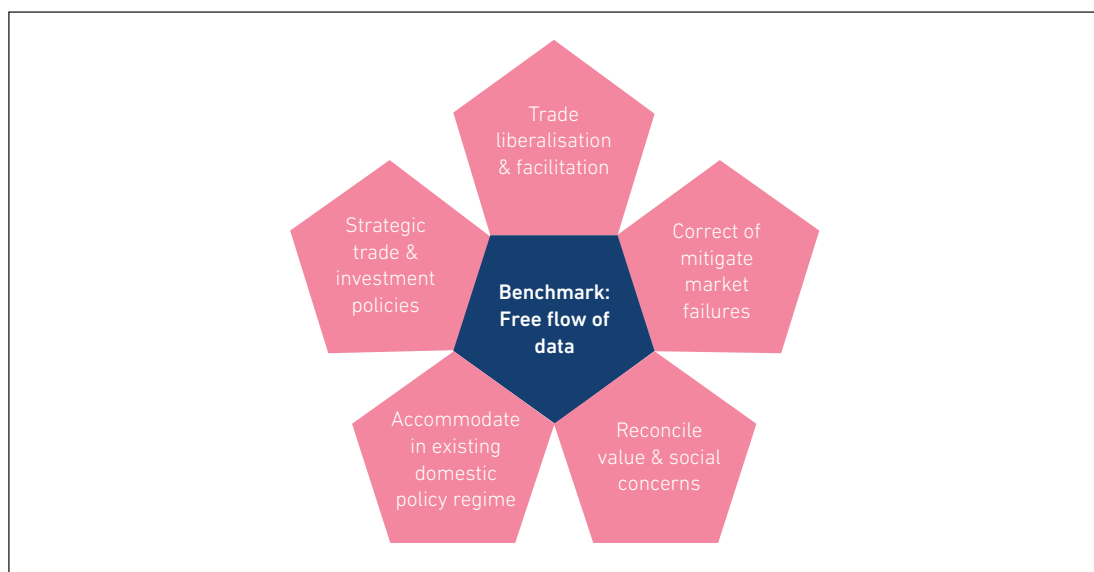 Trade
liberalisation
& facilitation
Strategic
trade &
investment
policies
Correct of
mitigate
market
failures
Benchmark:
Free flow of
data
Accommodate
in existing
domestic
policy regime
Reconcile
value & social
concerns